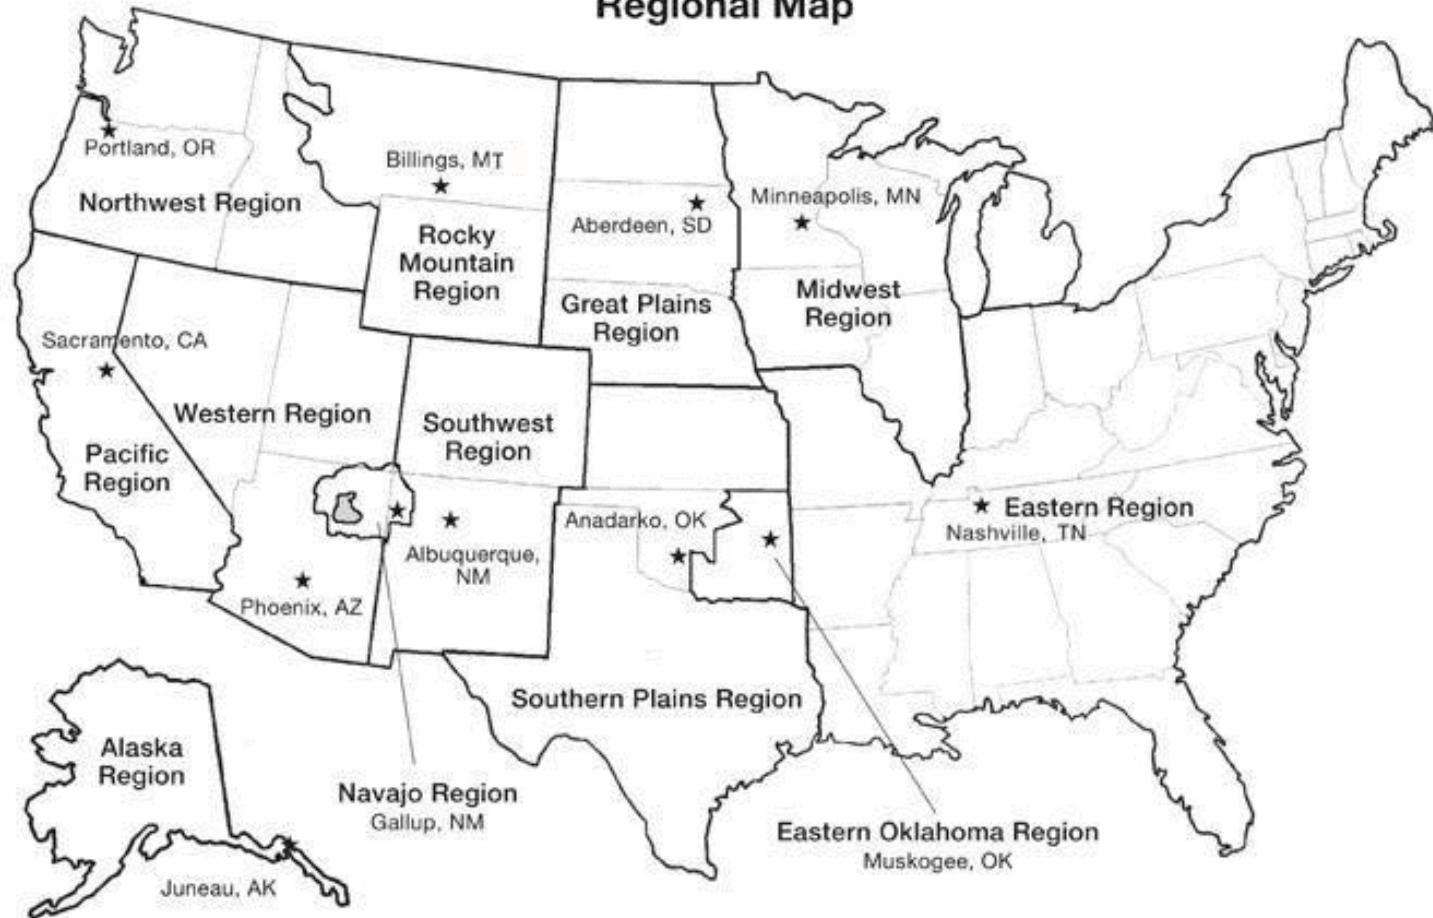 Regional Map
Portland, OR
Northwest Region
Billings, MT
Rocky
Mountain
Region
Aberdeen, SD
Great Plains
Region
Minneapolis, MN
Midwest
Region
Sacramento, CA
Pacific
Region
Western Region
Southwest
Region
Phoenix, AZ
Albuquerque,
NM
Anadarko, OK
Eastern Region
Nashville, TN
Southern Plains Region
Alaska
Region
Juneau, AK
Navajo Region
Gallup, NM
Eastern Oklahoma Region
Muskogee, OK